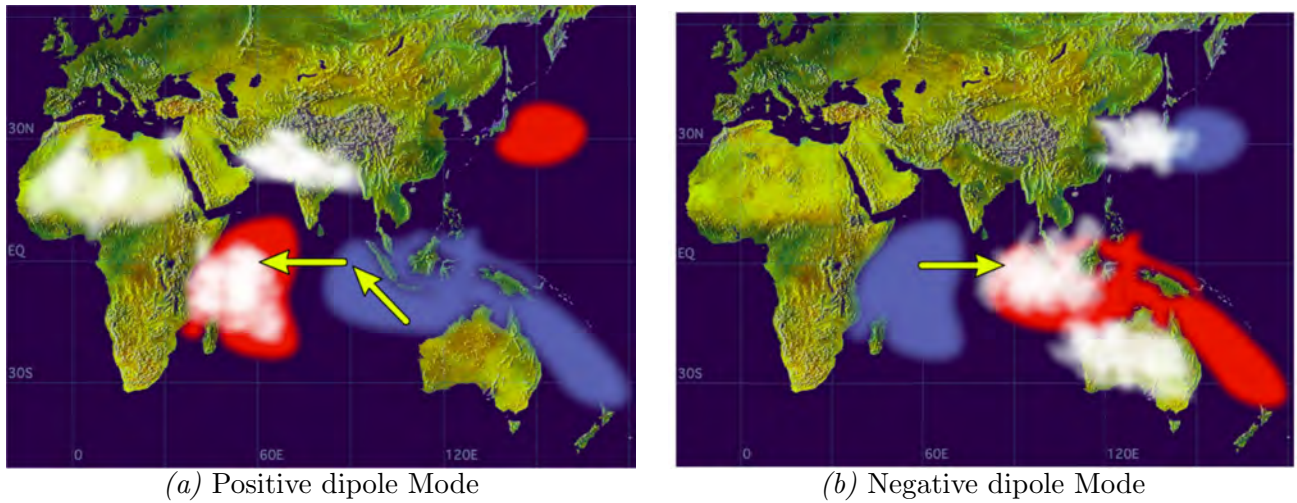 30N
EQ
30S
0
60E
120E
(a) Positive dipole Mode
30N
EQ
30S
0
60E
120E
(b) Negative dipole Mode